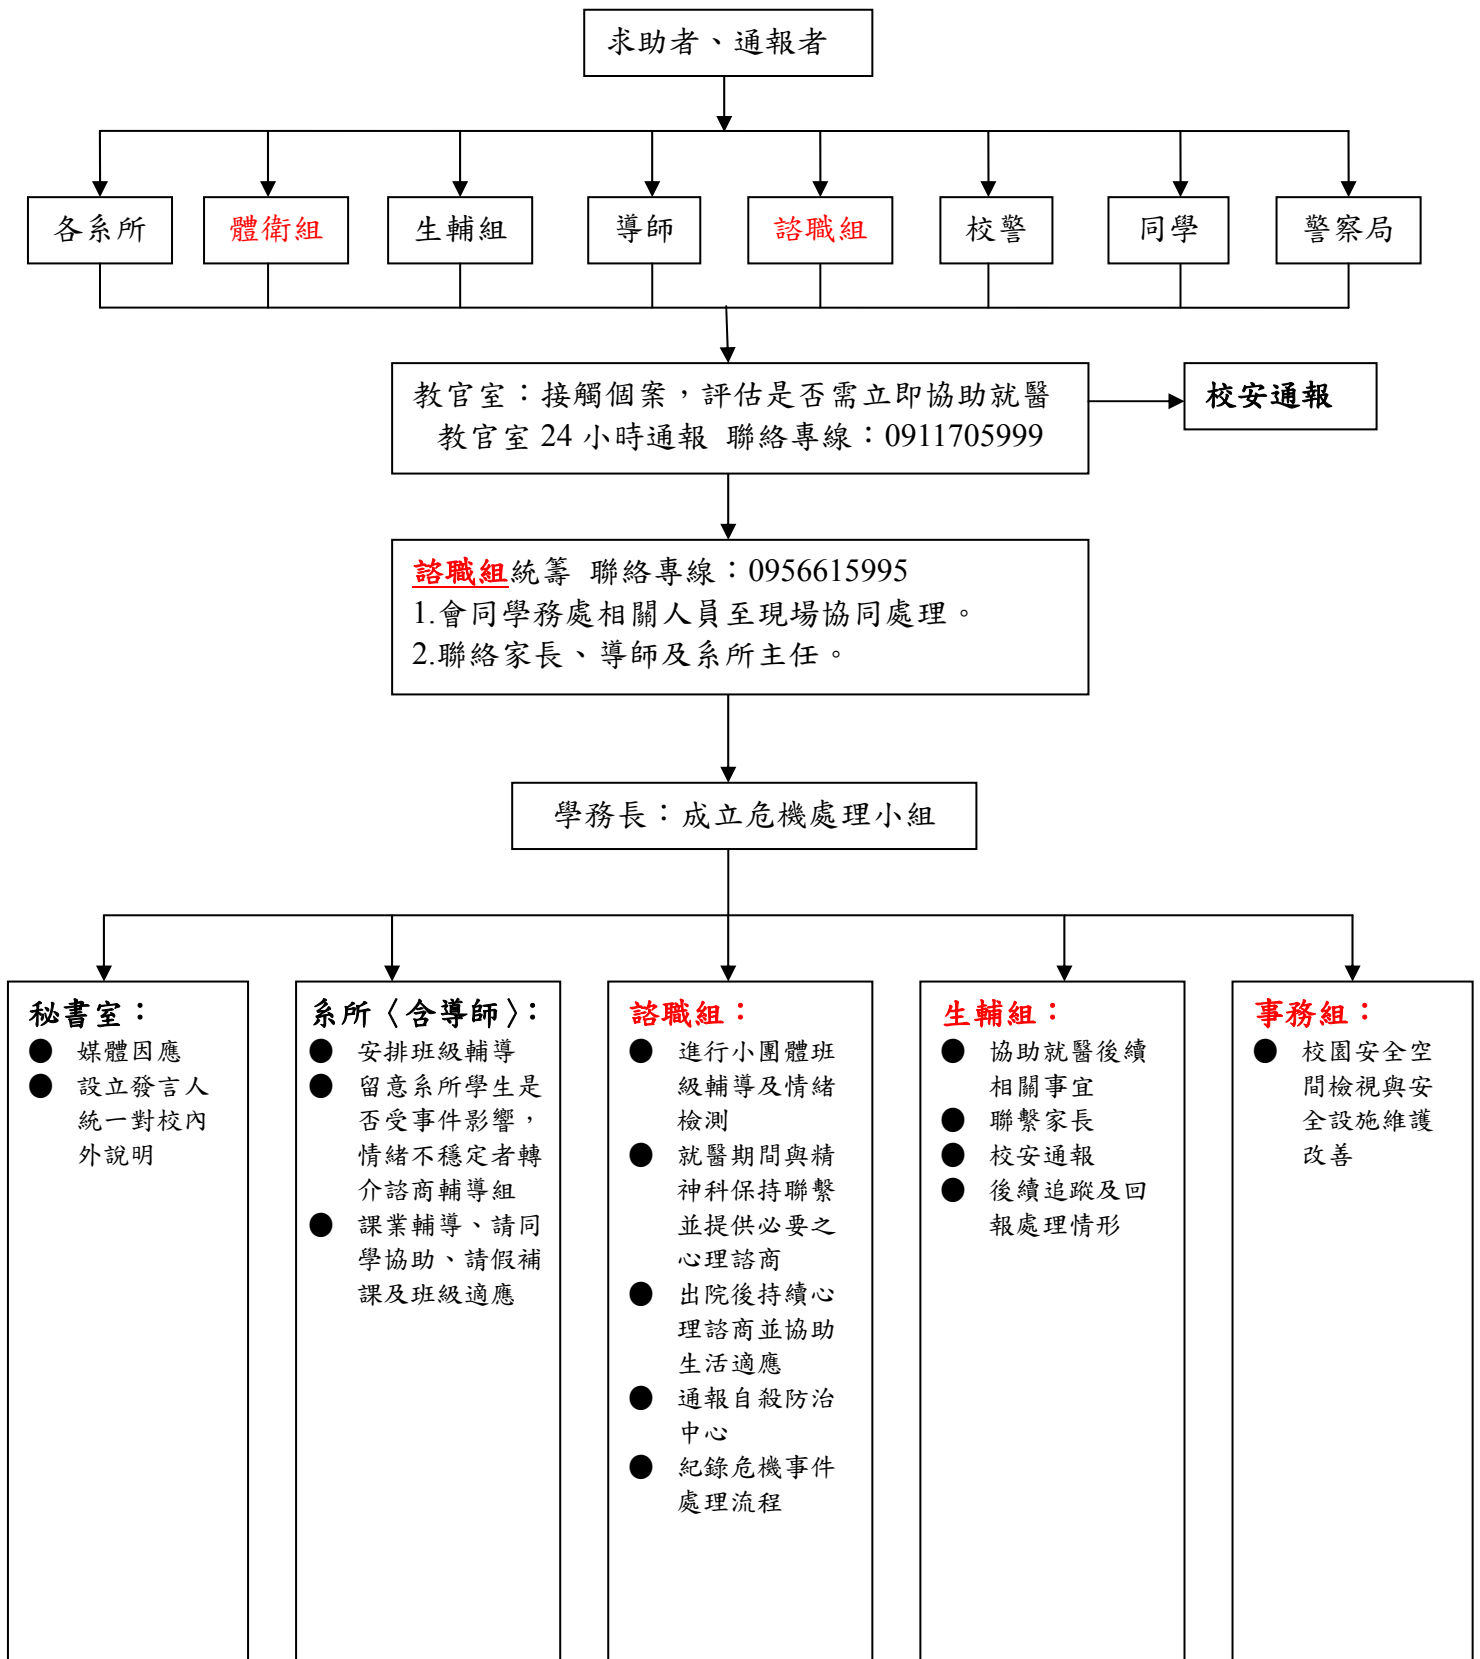 求助者、通報者
各系所
體衛組
生輔組
導師
諮職組
校警
同學
警察局
教官室：接觸個案，評估是否需立即協助就醫
教官室 24 小時通報 聯絡專線：0911705999
校安通報
諮職組統籌 聯絡專線：0956615995
1.會同學務處相關人員至現場協同處理。
2.聯絡家長、導師及系所主任。
學務長：成立危機處理小組
秘書室：
● 媒體因應
● 設立發言人
統一對校內
外說明
系所〈含導師〉：
● 安排班級輔導
● 留意系所學生是
否受事件影響，
情緒不穩定者轉
介諮商輔導組
● 課業輔導、請同
學協助、請假補
課及班級適應
諮職組：
● 進行小團體班
級輔導及情緒
檢測
● 就醫期間與精
神科保持聯繫
並提供必要之
心理諮商
● 出院後持續心
理諮商並協助
生活適應
● 通報自殺防治
中心
● 紀錄危機事件
處理流程
生輔組：
● 協助就醫後續
相關事宜
● 聯繫家長
● 校安通報
● 後續追蹤及回
報處理情形
事務組：
● 校園安全空
間檢視與安
全設施維護
改善